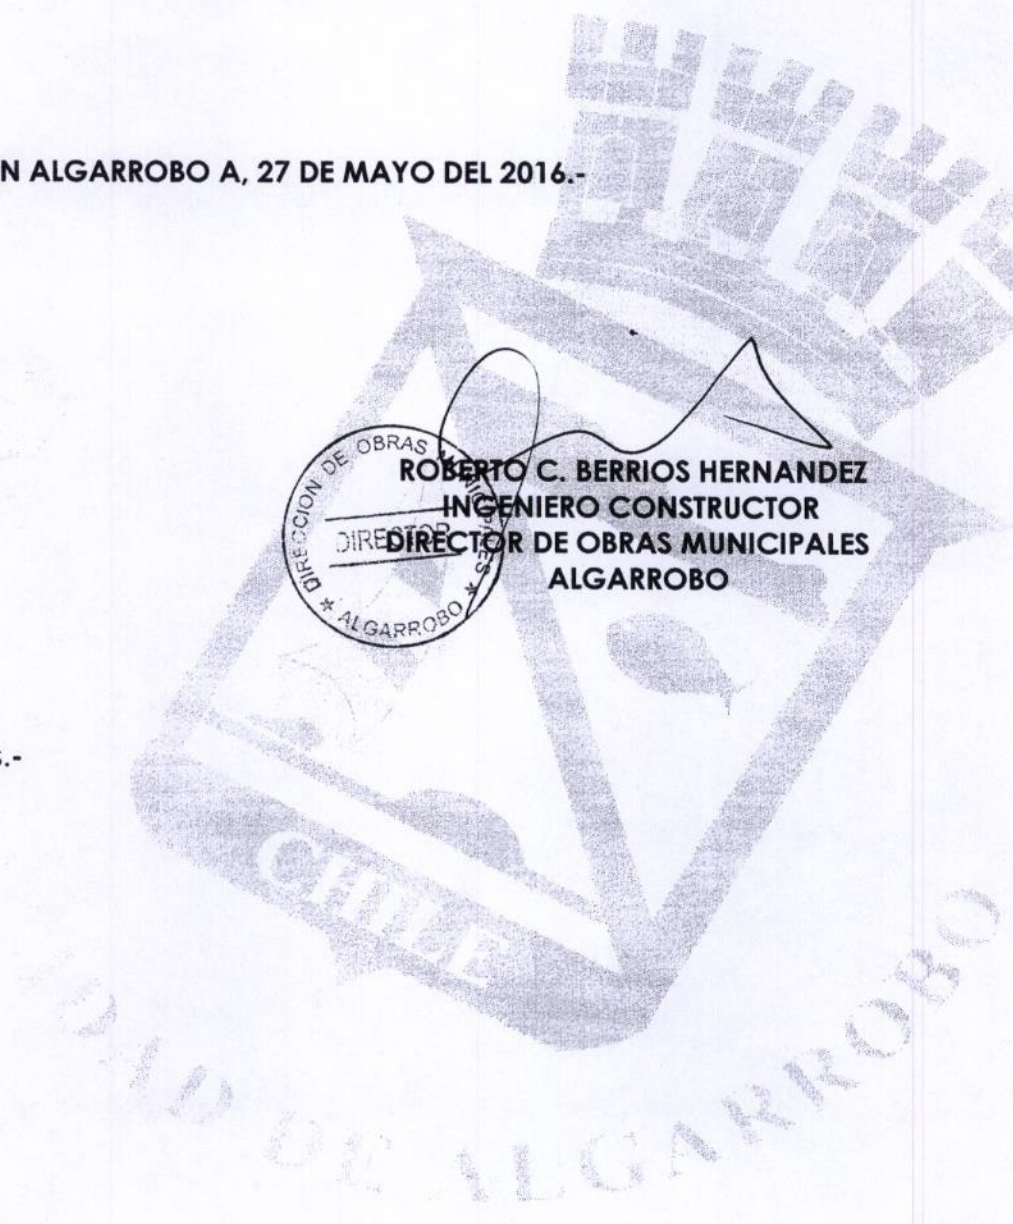 N ALGARROBO A, 27 DE MAYO DEL 2016.-
ROBERTO C. BERRIOS HERNANDEZ
INGENIERO CONSTRUCTOR
DIRECTOR DE OBRAS MUNICIPALES
ALGARROBO
DIRECCION DE OBRAS MUNICIPALES
DIRECTOR
★ ALGARROBO ★
S.-
CHILE
DAD DE ALGARROBO